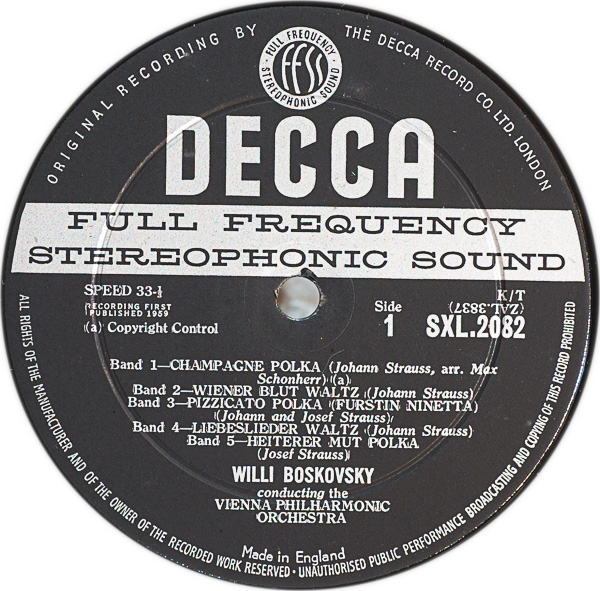 ORIGINAL RECORDING BY
THE DECCA RECORD CO. LTD. LONDON
· FULL FREQUENCY ·
STEREOPHONIC SOUND
FFSS
DECCA
FULL FREQUENCY
STEREOPHONIC SOUND
SPEED 33-⅓
RECORDING FIRST
PUBLISHED 1959
(a) Copyright Control
Side
1
K/T
(ZAL.3837)
SXL.2082
Band 1—CHAMPAGNE POLKA (Johann Strauss, arr. Max
Schonherr) (a)
Band 2—WIENER BLUT WALTZ (Johann Strauss)
Band 3—PIZZICATO POLKA (FURSTIN NINETTA)
(Johann and Josef Strauss)
Band 4—LIEBESLIEDER WALTZ (Johann Strauss)
Band 5—HEITERER MUT POLKA
(Josef Strauss)
WILLI BOSKOVSKY
conducting the
VIENNA PHILHARMONIC
ORCHESTRA
Made in England
ALL RIGHTS OF THE MANUFACTURER AND OF THE OWNER OF THE RECORDED WORK RESERVED · UNAUTHORISED PUBLIC PERFORMANCE BROADCASTING AND COPYING OF THIS RECORD PROHIBITED